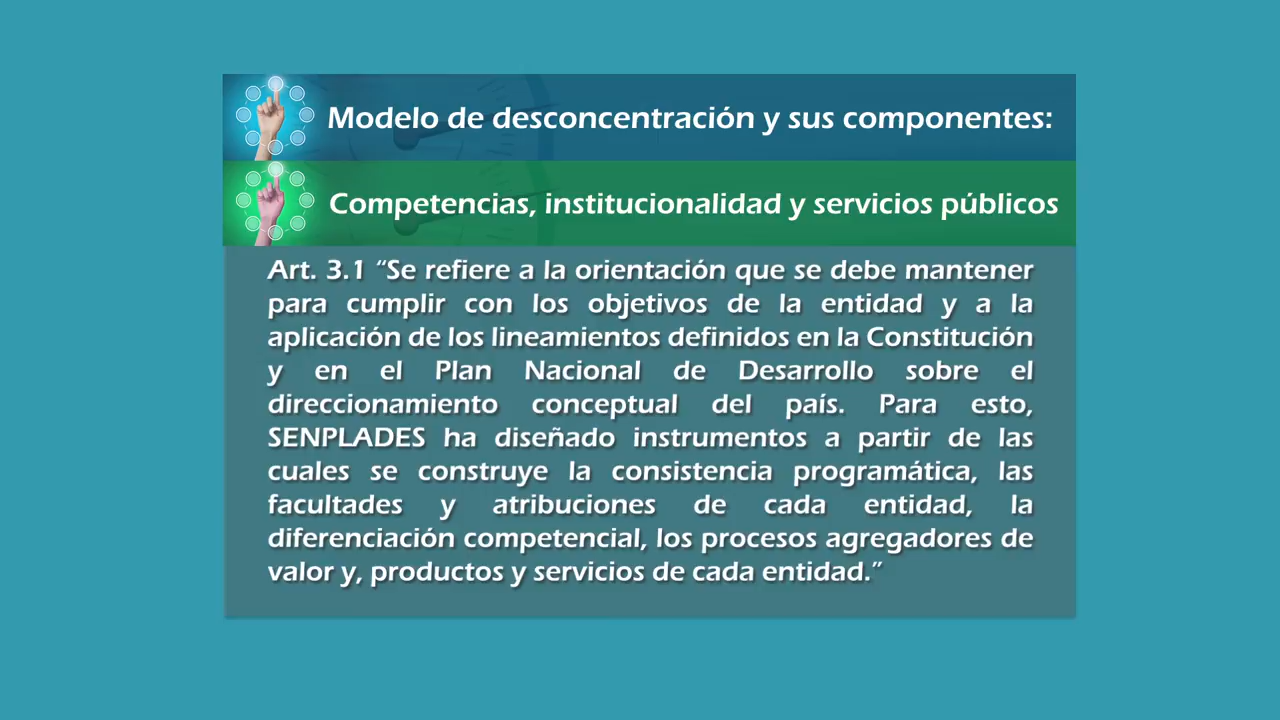 Modelo de desconcentración y sus componentes:
Competencias, institucionalidad y servicios públicos
Art. 3.1 “Se refiere a la orientación que se debe mantener
para cumplir con los objetivos de la entidad y a la
aplicación de los lineamientos definidos en la Constitución
y en el Plan Nacional de Desarrollo sobre el
direccionamiento conceptual del país. Para esto,
SENPLADES ha diseñado instrumentos a partir de las
cuales se construye la consistencia programática, las
facultades y atribuciones de cada entidad, la
diferenciación competencial, los procesos agregadores de
valor y, productos y servicios de cada entidad.”